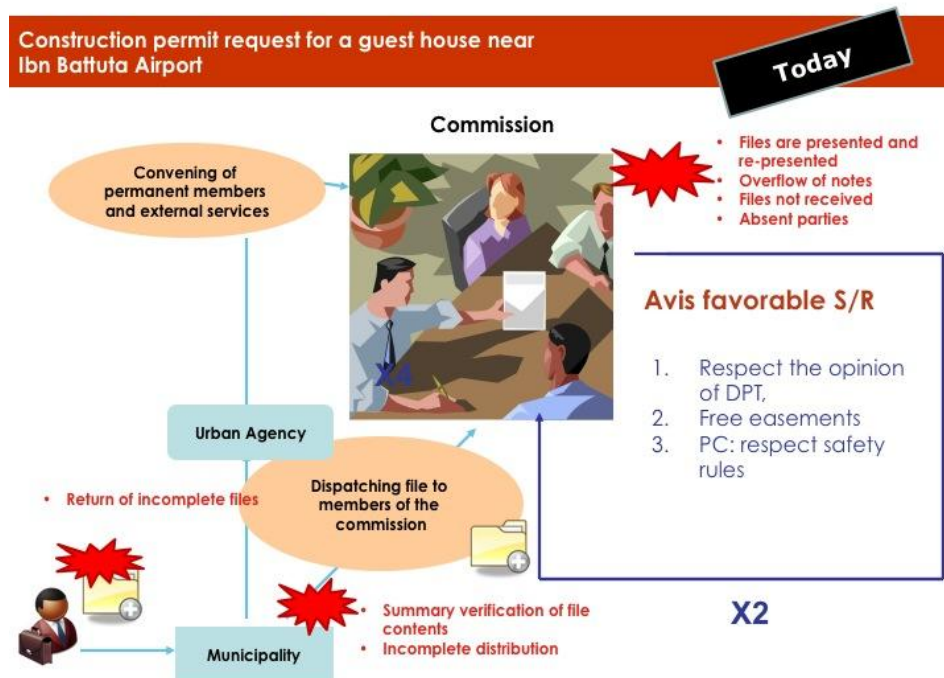 Construction permit request for a guest house near
Ibn Battuta Airport
Today
Commission
• Files are presented and
re-presented
• Overflow of notes
• Files not received
• Absent parties
Convening of
permanent members
and external services
Avis favorable S/R
1. Respect the opinion
of DPT,
2. Free easements
3. PC: respect safety
rules
X4
Urban Agency
Dispatching file to
members of the
commission
• Return of incomplete files
• Summary verification of file
contents
• Incomplete distribution
X2
Municipality